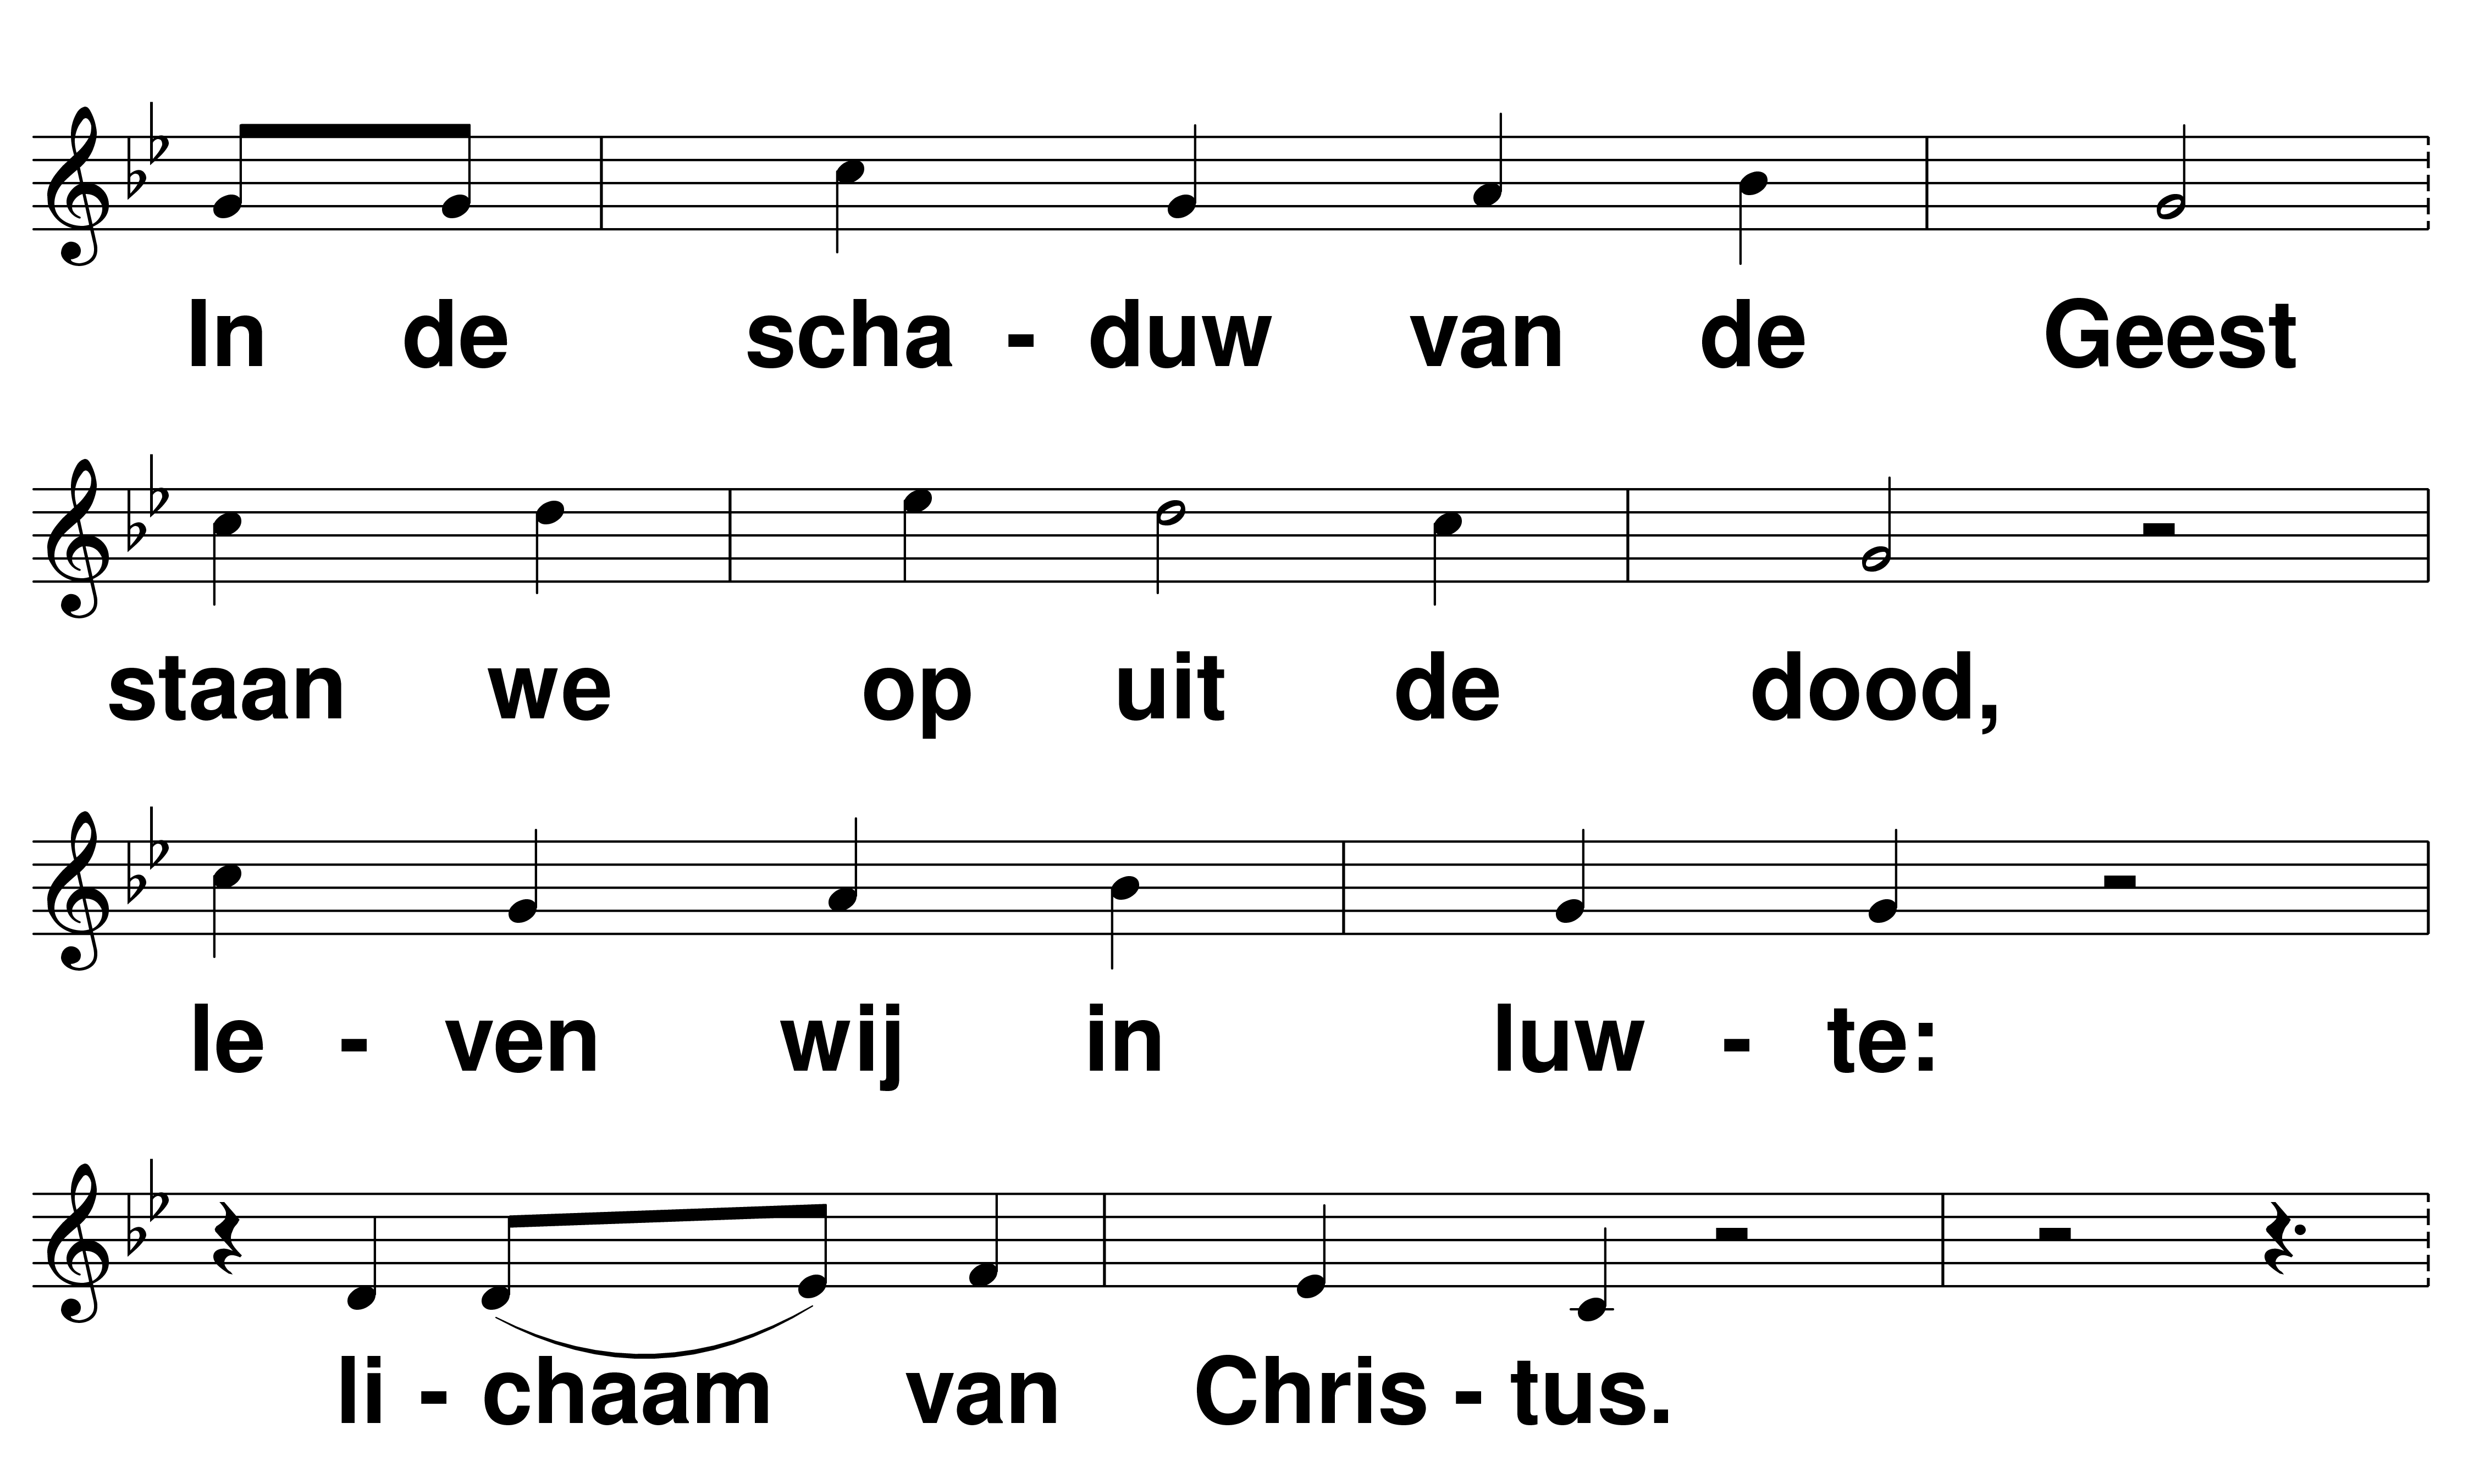 In de scha - duw van de Geest
staan we op uit de dood,
le - ven wij in luw - te:
li - chaam van Chris - tus.